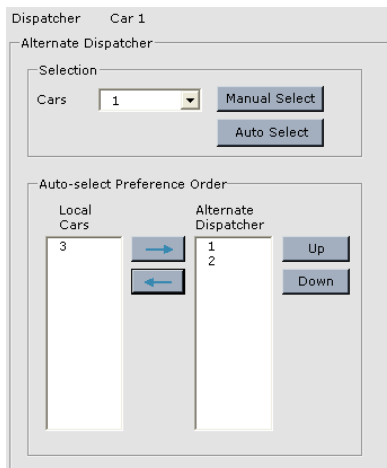 Dispatcher Car 1
Alternate Dispatcher
Selection
Cars 1 Manual Select
Auto Select
Auto-select Preference Order
Local Cars
Alternate Dispatcher
3
1
2
Up
Down